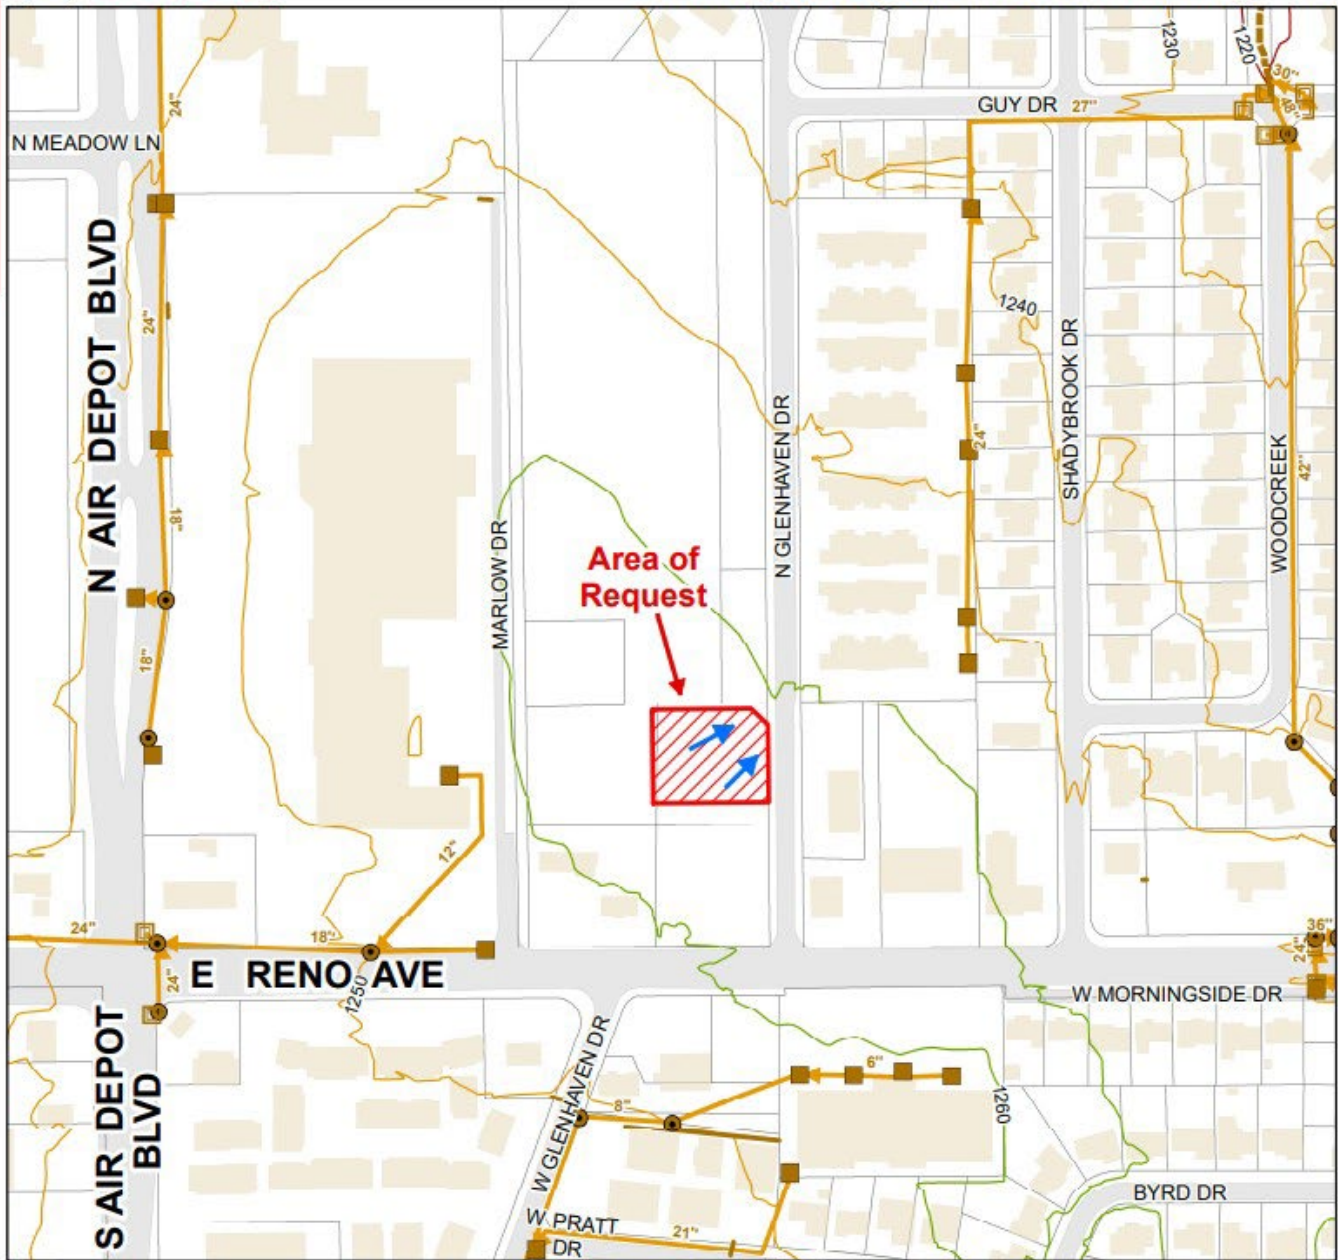 1230
1220
30"
48"
24"
GUY DR 27"
N MEADOW LN
N AIR DEPOT BLVD
24"
1240
SHADYBROOK DR
N GLENHAVEN DR
24"
WOODCREEK
42"
18"
MARLOW DR
Area of
Request
18"
12"
24"
18"
36"
24"
24"
E RENO AVE
1250
W MORNINGSIDE DR
S AIR DEPOT
BLVD
W GLENHAVEN DR
6"
8"
1260
BYRD DR
W PRATT
DR
21"